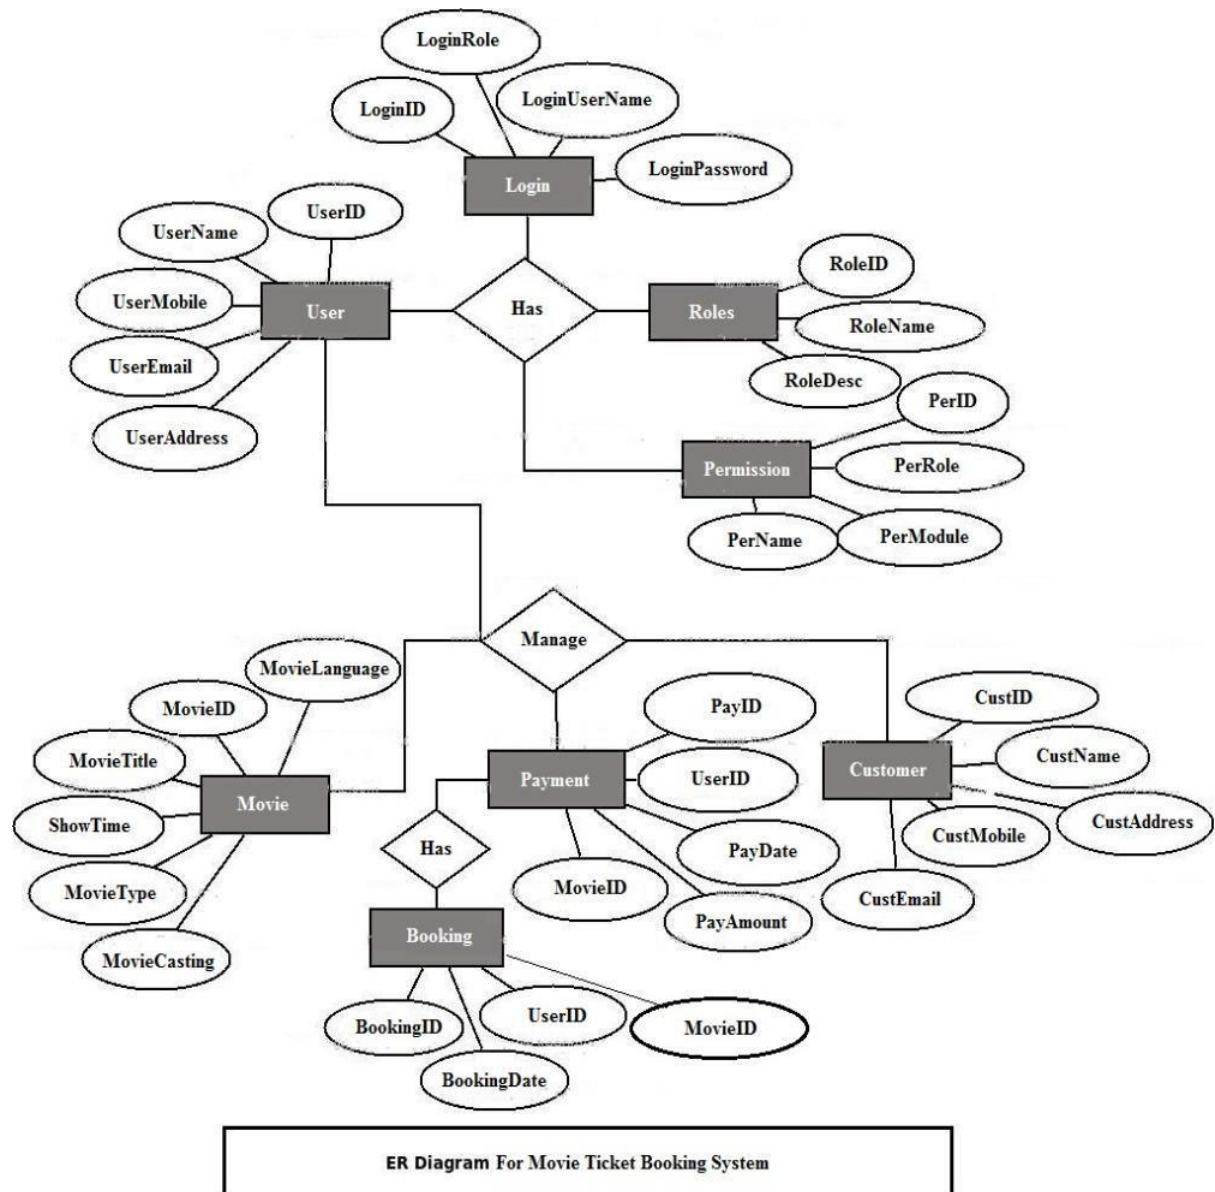 LoginRole
LoginUserName
LoginID
LoginPassword
Login
UserID
UserName
UserMobile
User
UserEmail
UserAddress
Has
Roles
RoleID
RoleName
RoleDesc
PerID
Permission
PerRole
PerName
PerModule
Manage
MovieLanguage
MovieID
MovieTitle
Movie
ShowTime
MovieType
MovieCasting
PayID
Payment
UserID
PayDate
MovieID
PayAmount
CustID
Customer
CustName
CustAddress
CustMobile
CustEmail
Has
Booking
BookingID
UserID
MovieID
BookingDate
ER Diagram For Movie Ticket Booking System